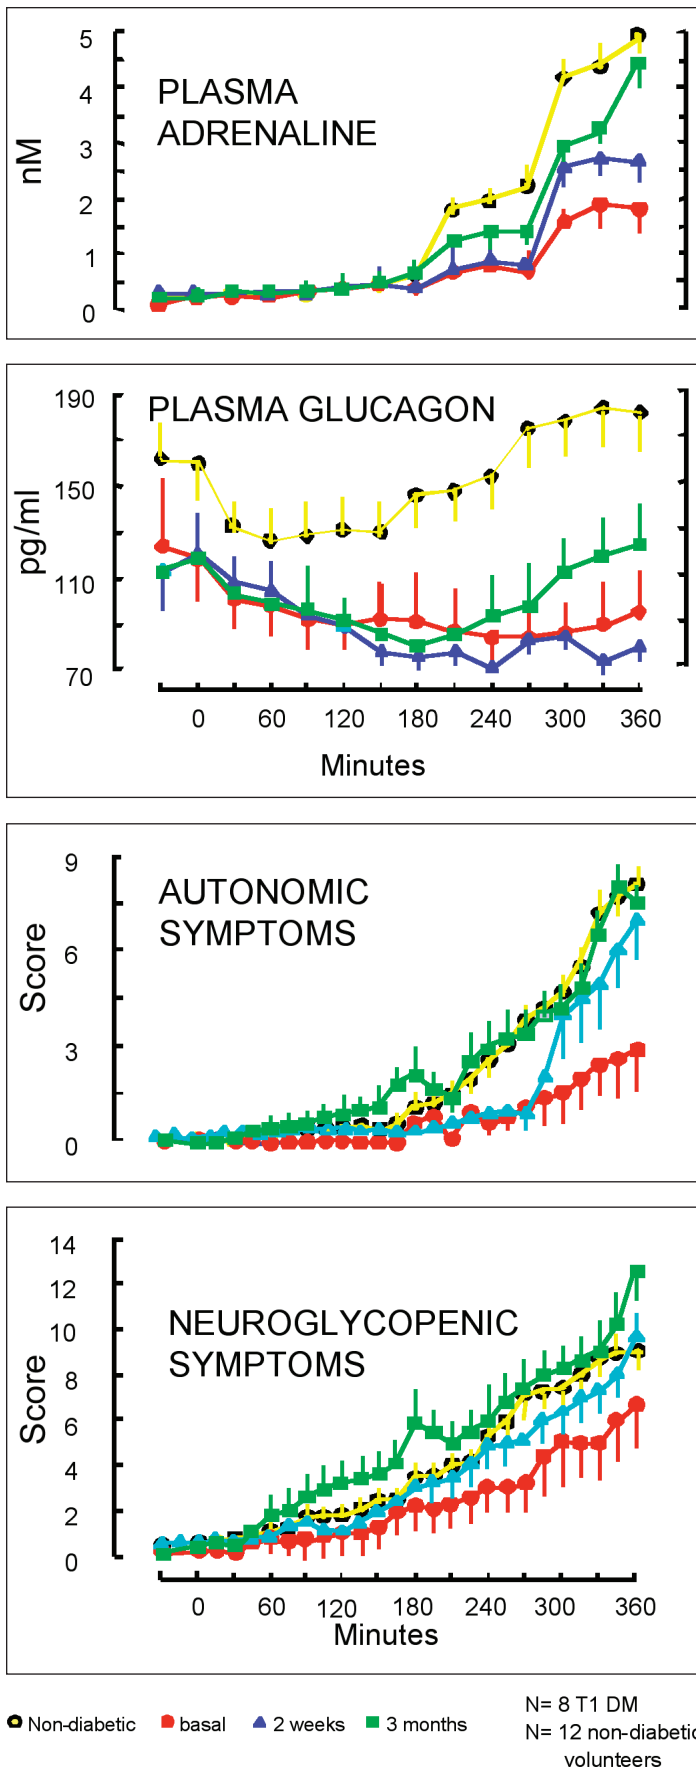 5
PLASMA
ADRENALINE
4
3
nM
2
1
0
190
PLASMA GLUCAGON
150
pg/ml
110
70
0 60 120 180 240 300 360
Minutes
9
AUTONOMIC
SYMPTOMS
6
Score
3
0
14
12
NEUROGLYCOPENIC
SYMPTOMS
10
8
Score
6
4
2
0
0 60 120 180 240 300 360
Minutes
Non-diabetic basal 2 weeks 3 months
N= 8 T1 DM
N= 12 non-diabetic
volunteers